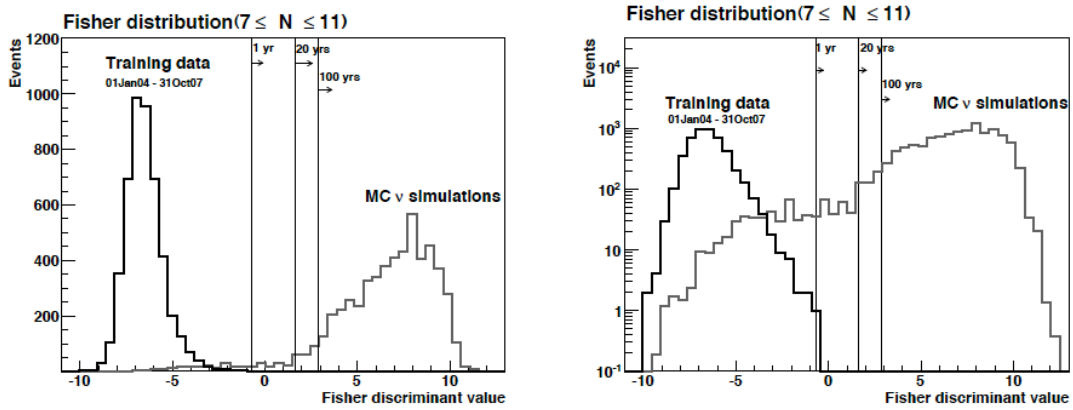 Fisher distribution(7 ≤ N ≤ 11)
Events
1200
1000
800
600
400
200
Training data
01Jan04 - 31Oct07
1 yr
20 yrs
100 yrs
MC ν simulations
-10 -5 0 5 10
Fisher discriminant value
Fisher distribution(7 ≤ N ≤ 11)
Events
10⁴
10³
10²
10
1
10⁻¹
Training data
01Jan04 - 31Oct07
1 yr
20 yrs
100 yrs
MC ν simulations
-10 -5 0 5 10
Fisher discriminant value